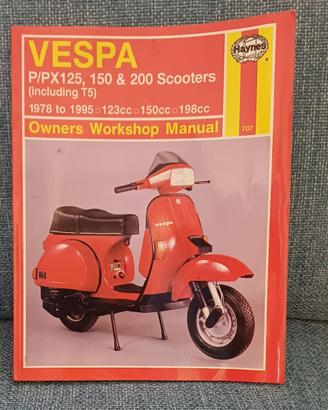 VESPA
Haynes
P/PX125, 150 & 200 Scooters
(including T5)
1978 to 1995 □ 123cc □ 150cc □ 198cc
Owners Workshop Manual
707
vespa